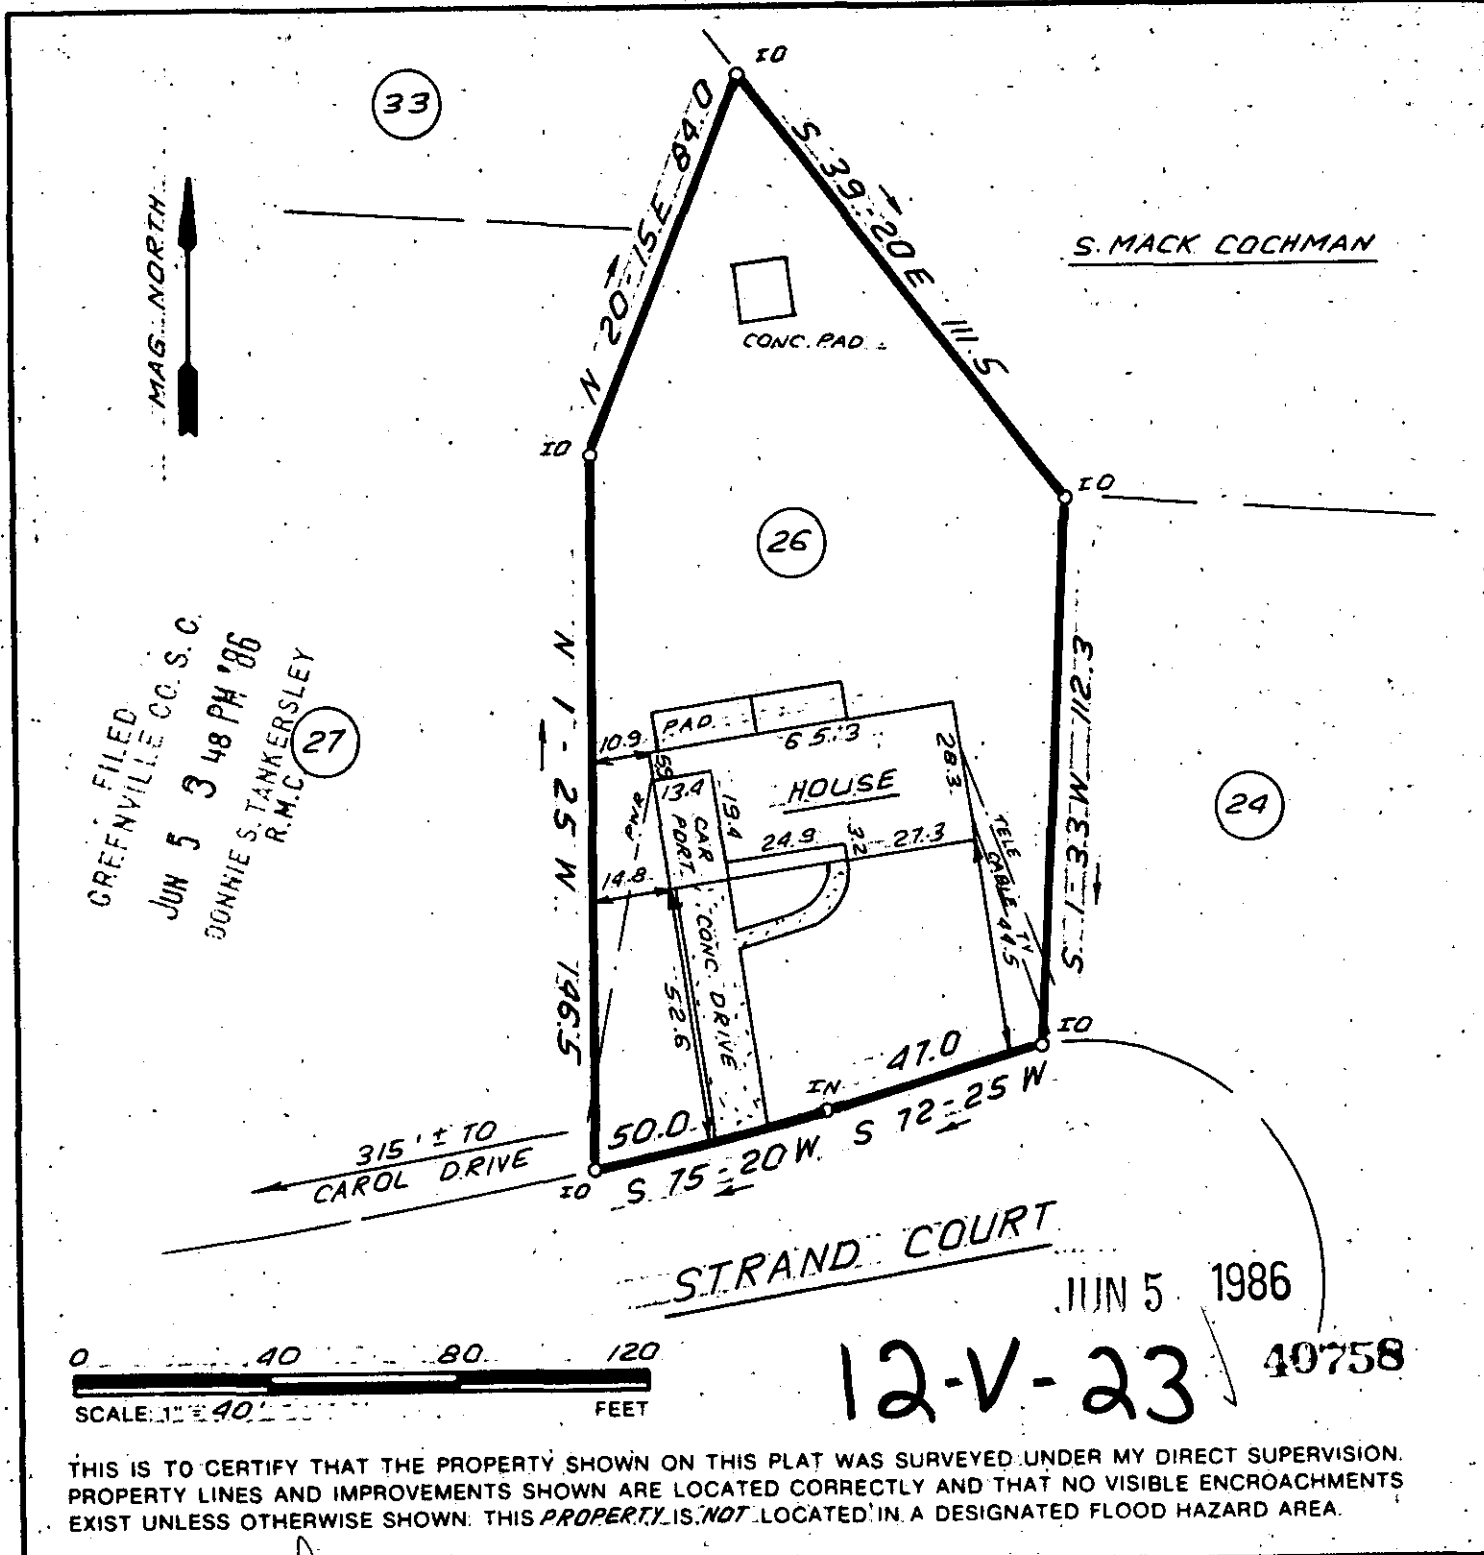 IO
33
N 20-15 E 84.0
S 39-20 E 111.5
MAG. NORTH
S. MACK COCHMAN
CONC. PAD
IO
IO
26
N 1-25 W 146.5
S 1-33 W 112.3
FILED
GREENVILLE CO. S. C.
JUN 5 3 48 PM '86
DONNIE S. TANKERSLEY
R.M.C
27
PAD
10.9
65.3
5.9
13.4
28.3
HOUSE
19.4
PWR
CAR
PORT
24.9
3.2
27.3
TELE
CABLE TV
24
14.8
CONC. DRIVE
52.6
44.5
IO
47.0
IN
S 72-25 W
50.0
S 75-20 W
315' ± TO
CAROL DRIVE
IO
STRAND COURT
JUN 5 1986
0 40 80 120
12-V-23
40758
SCALE: 1" = 40'
FEET
THIS IS TO CERTIFY THAT THE PROPERTY SHOWN ON THIS PLAT WAS SURVEYED UNDER MY DIRECT SUPERVISION.
PROPERTY LINES AND IMPROVEMENTS SHOWN ARE LOCATED CORRECTLY AND THAT NO VISIBLE ENCROACHMENTS
EXIST UNLESS OTHERWISE SHOWN. THIS PROPERTY IS NOT LOCATED IN A DESIGNATED FLOOD HAZARD AREA.